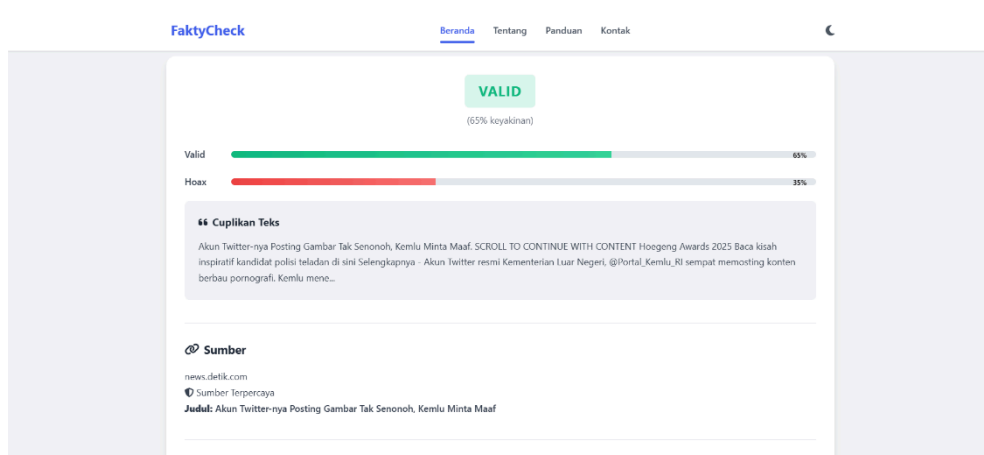 FaktyCheck Beranda Tentang Panduan Kontak
VALID
(65% keyakinan)
Valid 65%
Hoax 35%
❝ Cuplikan Teks
Akun Twitter-nya Posting Gambar Tak Senonoh, Kemlu Minta Maaf. SCROLL TO CONTINUE WITH CONTENT Hoegeng Awards 2025 Baca kisah
inspiratif kandidat polisi teladan di sini Selengkapnya - Akun Twitter resmi Kementerian Luar Negeri, @Portal_Kemlu_RI sempat memosting konten
berbau pornografi. Kemlu mene...
Sumber
news.detik.com
Sumber Terpercaya
Judul: Akun Twitter-nya Posting Gambar Tak Senonoh, Kemlu Minta Maaf